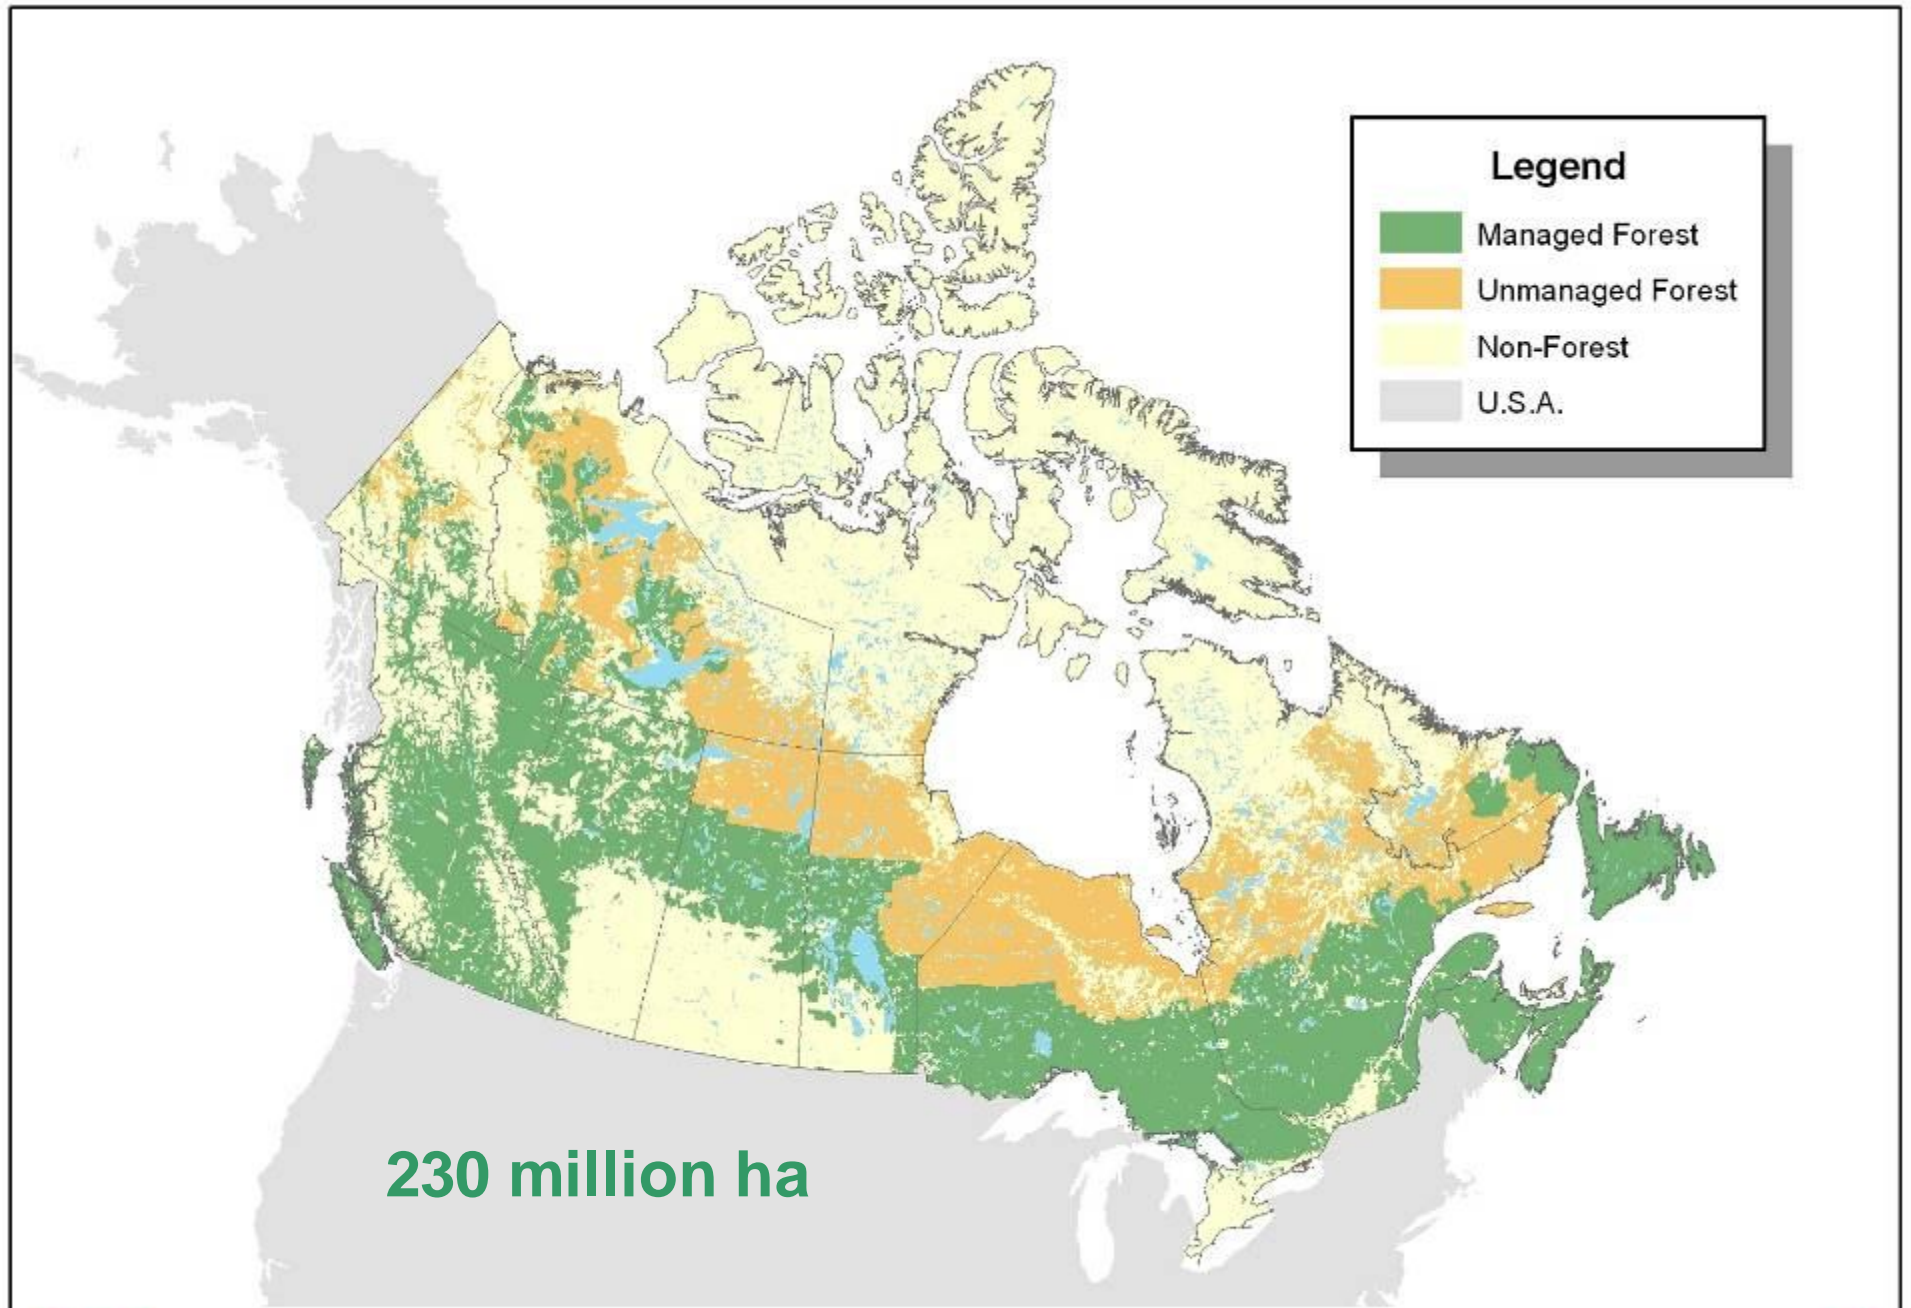 Legend
Managed Forest
Unmanaged Forest
Non-Forest
U.S.A.
230 million ha